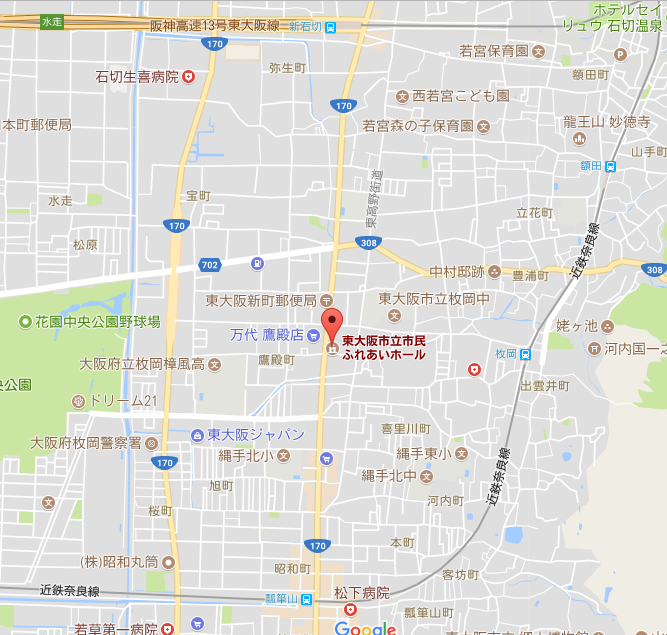 ホテルセイ
リュウ 石切温泉
水走
阪神高速13号東大阪線
新石切
170
若宮保育園
弥生町
石切生喜病院
額田町
P
西若宮こども園
170
本町郵便局
若宮森の子保育園
龍王山 妙徳寺
山手町
額田
東高野街道
水走
宝町
立花町
170
松原
308
近鉄奈良線
702
中村邸跡
豊浦町
308
東大阪新町郵便局
東大阪市立枚岡中
花園中央公園野球場
万代 鷹殿店
東大阪市立市民
ふれあいホール
姥ヶ池
枚岡
河内国一
大阪府立枚岡樟風高
鷹殿町
出雲井町
央公園
ドリーム21
東大阪ジャパン
喜里川町
大阪府枚岡警察署
縄手北小
縄手東小
170
縄手北中
近鉄奈良線
旭町
河内町
桜町
本町
170
(株)昭和丸筒
昭和町
客坊町
近鉄奈良線
瓢箪山
松下病院
瓢箪山町
若草第一病院
Google